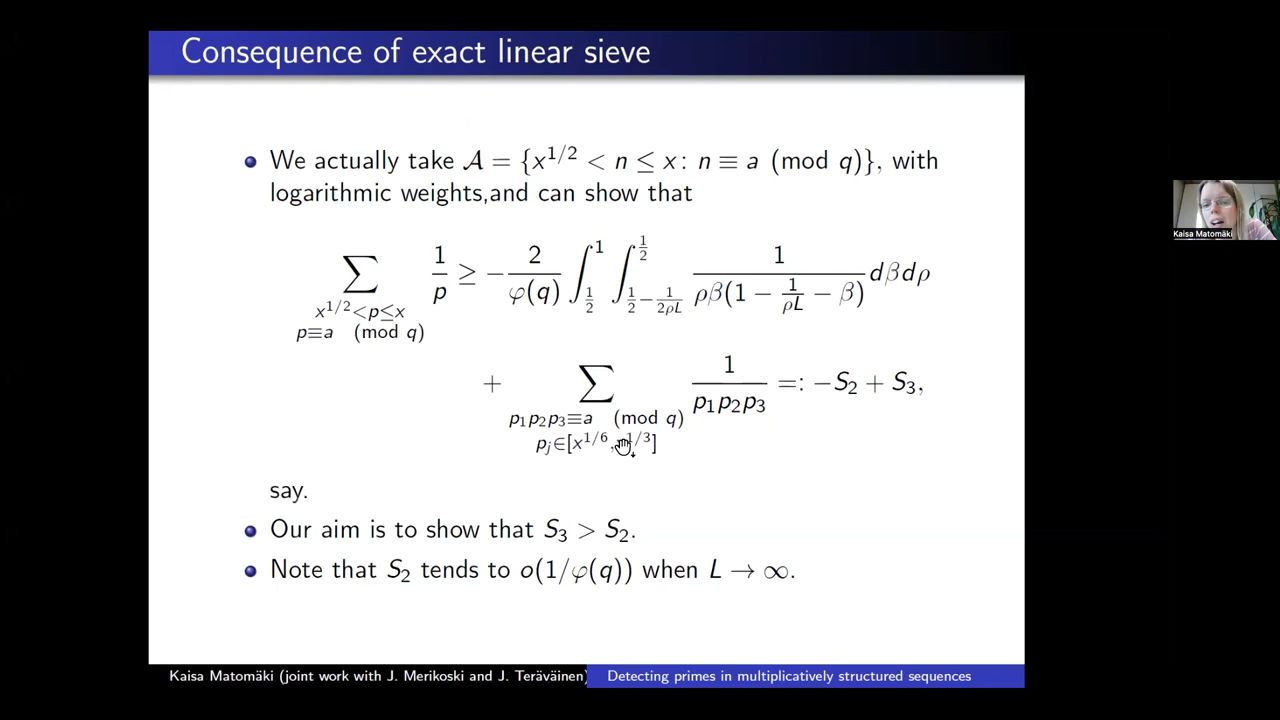 Consequence of exact linear sieve
We actually take 𝒜 = {x^{1/2} < n ≤ x: n ≡ a (mod q)}, with
logarithmic weights,and can show that
∑_{x^{1/2}<p≤x, p≡a (mod q)} 1/p ≥ −2/φ(q) ∫_{1/2}^{1} ∫_{1/2 − 1/(2ρL)}^{1/2} 1/(ρβ(1 − 1/(ρL) − β)) dβdρ
+ ∑_{p₁p₂p₃≡a (mod q), p_j∈[x^{1/6}, x^{1/3}]} 1/(p₁p₂p₃) =: −S₂ + S₃,
say.
Our aim is to show that S₃ > S₂.
Note that S₂ tends to o(1/φ(q)) when L → ∞.
Kaisa Matomäki (joint work with J. Merikoski and J. Teräväinen) Detecting primes in multiplicatively structured sequences
Kaisa Matomäki